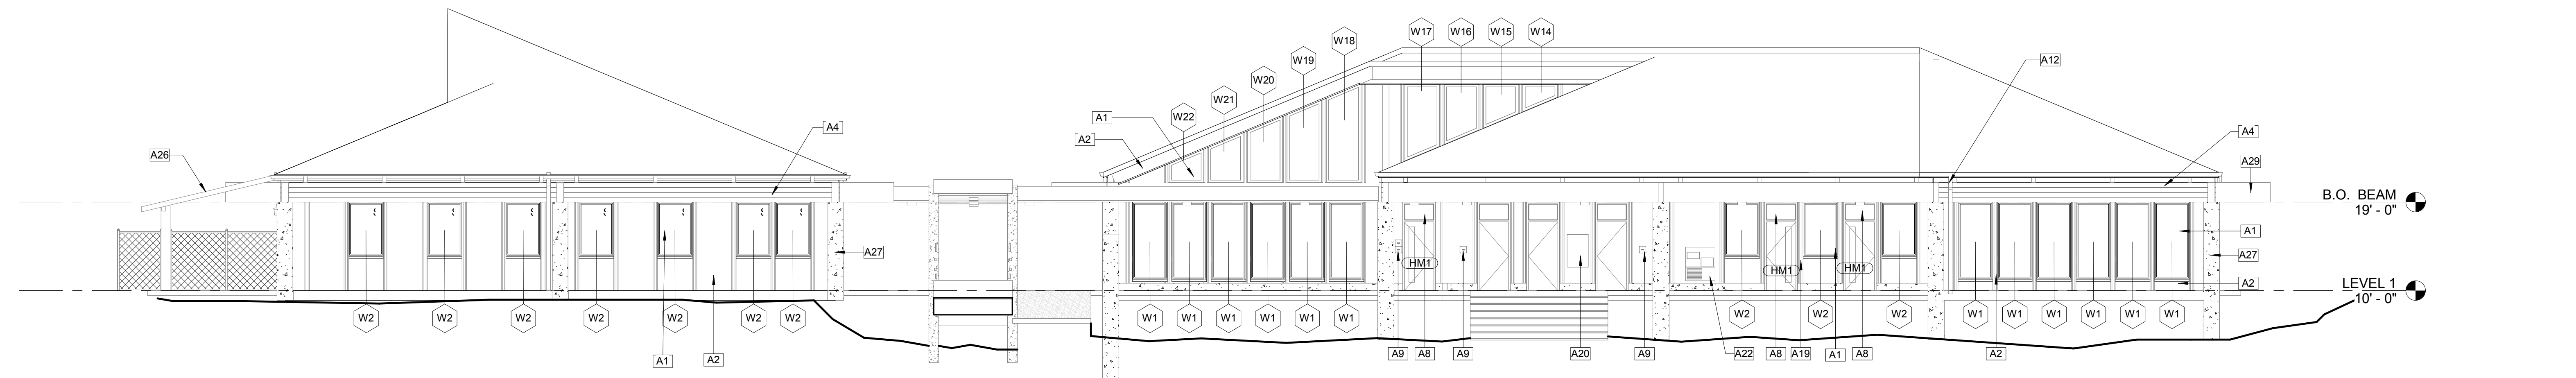 W17
W16
W15
W14
W18
W19
A12
W20
W21
A1
W22
A4
A4
A2
A26
A29
B.O. BEAM
19' - 0"
A1
A27
A27
HM1
HM1
HM1
A2
LEVEL 1
10' - 0"
W2
W2
W2
W2
W2
W2
W2
W1
W1
W1
W1
W1
W1
W2
W2
W2
W1
W1
W1
W1
W1
W1
A1
A2
A9
A8
A9
A20
A9
A22
A8
A19
A1
A8
A2